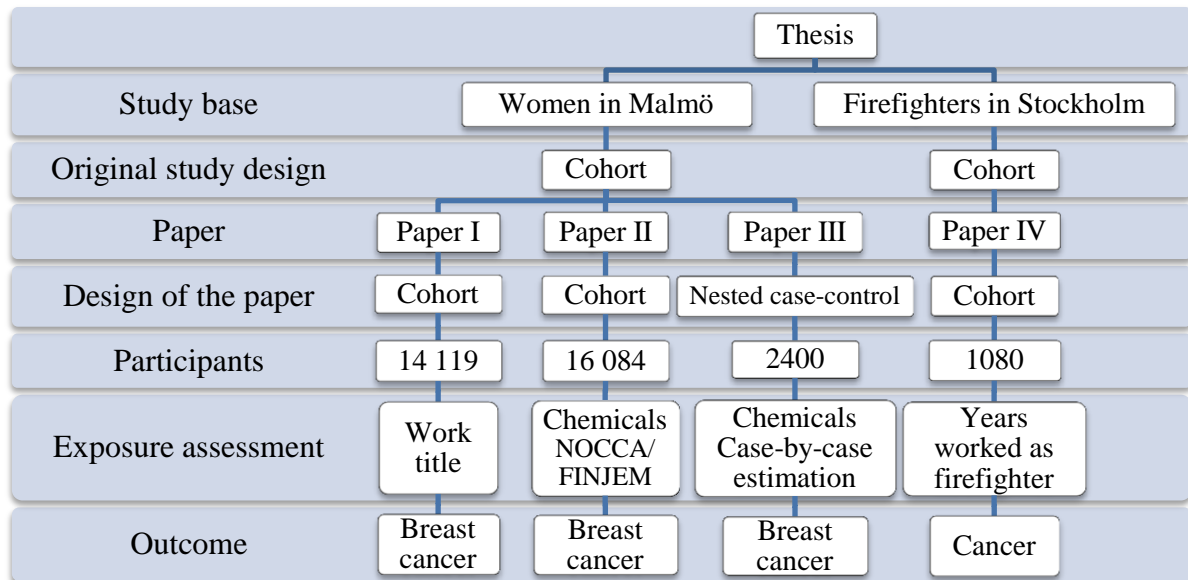 Thesis
Study base
Women in Malmö
Firefighters in Stockholm
Original study design
Cohort
Cohort
Paper
Paper I
Paper II
Paper III
Paper IV
Design of the paper
Cohort
Cohort
Nested case-control
Cohort
Participants
14 119
16 084
2400
1080
Exposure assessment
Work
title
Chemicals
NOCCA/
FINJEM
Chemicals
Case-by-case
estimation
Years
worked as
firefighter
Outcome
Breast
cancer
Breast
cancer
Breast
cancer
Cancer